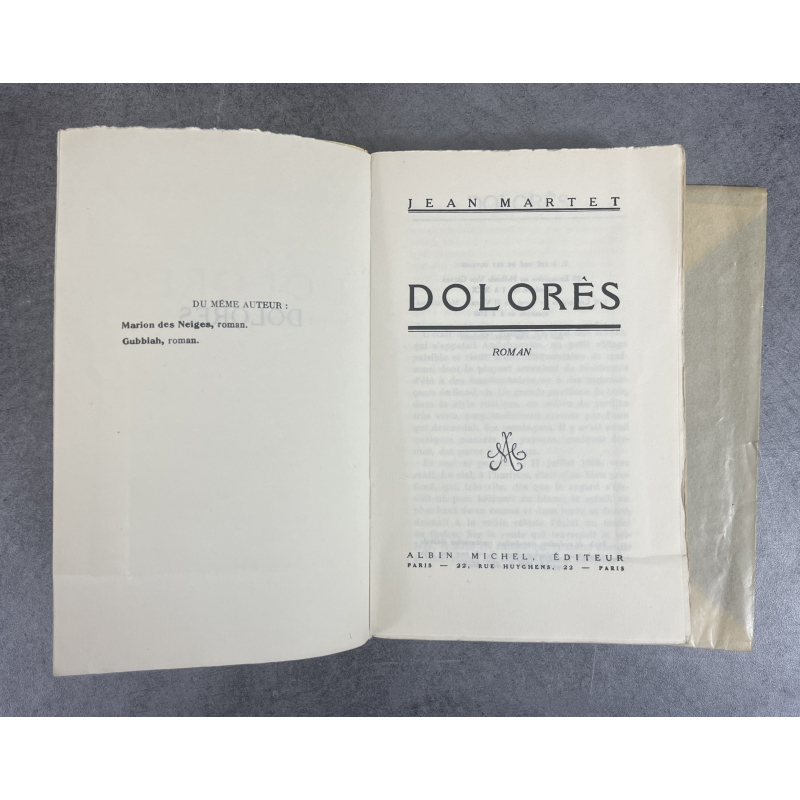 DU MÊME AUTEUR :
Marion des Neiges, roman.
Gubbiah, roman.
JEAN MARTET
DOLORÈS
ROMAN
ALBIN MICHEL, ÉDITEUR
PARIS — 22, RUE HUYGHENS, 22 — PARIS